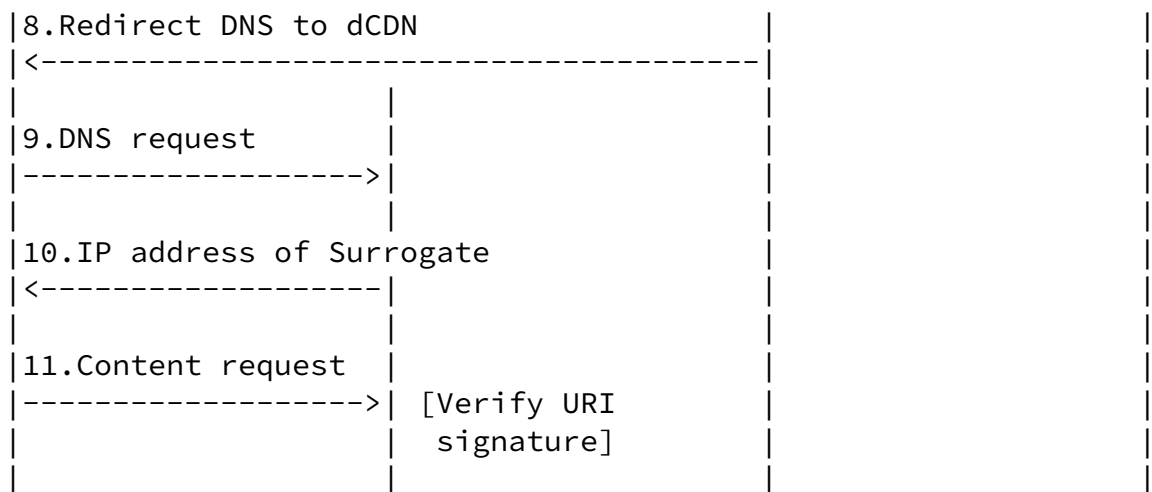 |8.Redirect DNS to dCDN                   |                    |
|<----------------------------------------|                    |
|                    |                    |                    |
|9.DNS request       |                    |                    |
|------------------->|                    |                    |
|                    |                    |                    |
|10.IP address of Surrogate               |                    |
|<-------------------|                    |                    |
|                    |                    |                    |
|11.Content request  |                    |                    |
|------------------->| [Verify URI        |                    |
|                    |  signature]        |                    |
|                    |                    |                    |